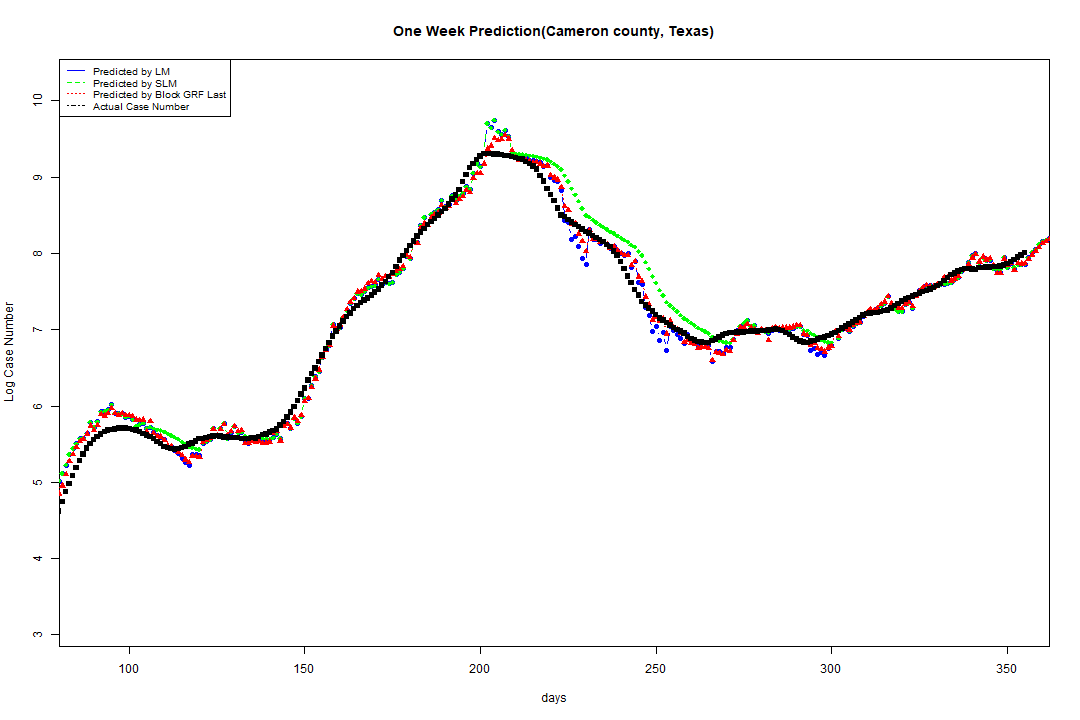 One Week Prediction(Cameron county, Texas)
Predicted by LM
Predicted by SLM
Predicted by Block GRF Last
Actual Case Number
10
9
8
7
6
5
4
3
Log Case Number
100 150 200 250 300 350
days